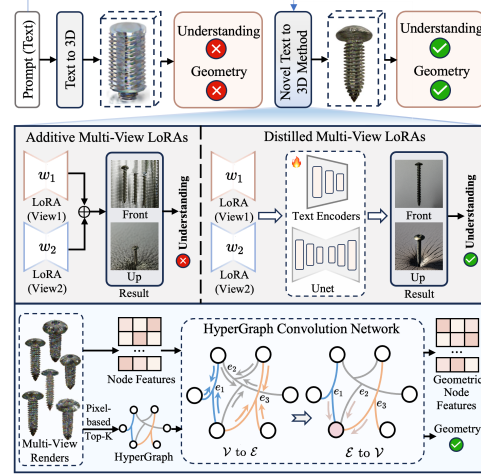 Prompt (Text)
Text to 3D
Understanding
Geometry
Novel Text to
3D Method
Understanding
Geometry
Additive Multi-View LoRAs
w1
LoRA
(View1)
w2
LoRA
(View2)
Front
Up
Result
Understanding
Distilled Multi-View LoRAs
w1
LoRA
(View1)
w2
LoRA
(View2)
Text Encoders
Unet
Front
Up
Result
Understanding
Multi-View
Renders
Node Features
...
Pixel-
based
Top-K
HyperGraph
HyperGraph Convolution Network
e1
e2
e3
V to E
e1
e2
e3
E to V
...
Geometric
Node
Features
Geometry